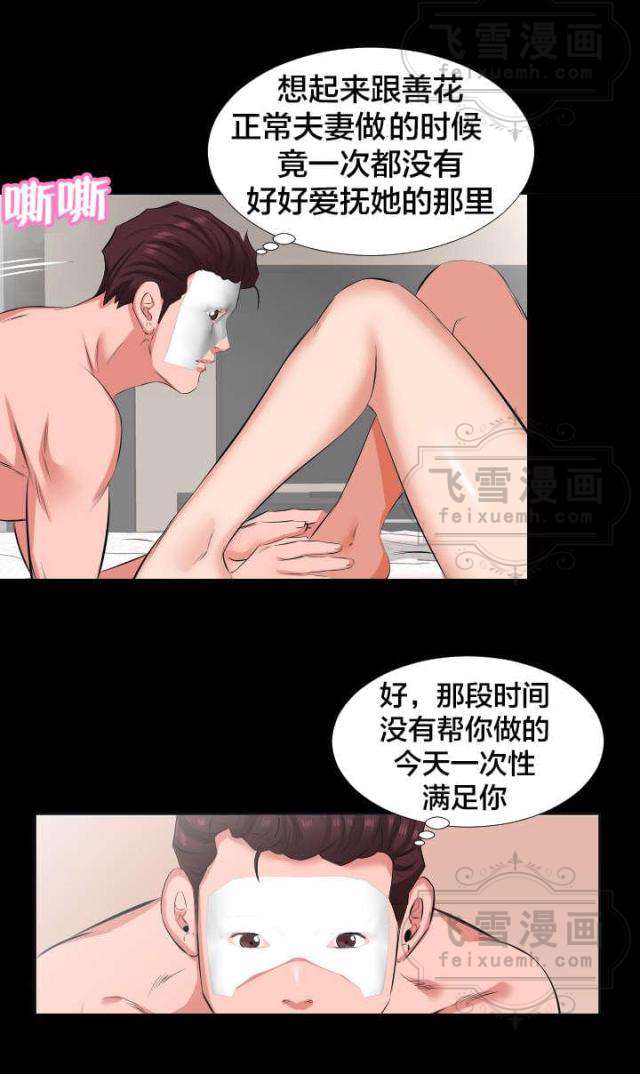 飞雪漫画
feixuemh.com
想起来跟善花
正常夫妻做的时候
竟一次都没有
好好爱抚她的那里
嘶嘶
飞雪漫画
feixuemh.com
好，那段时间
没有帮你做的
今天一次性
满足你
飞雪漫画
feixuemh.com